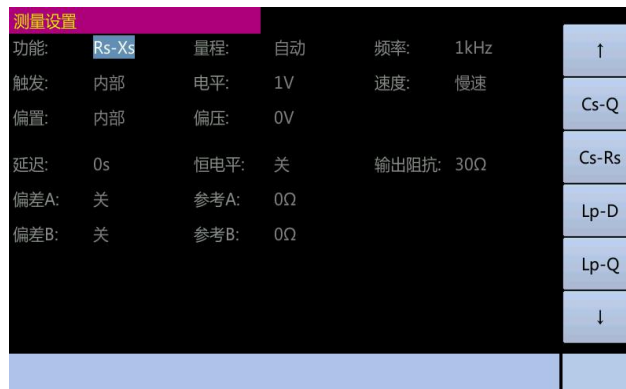 测量设置
功能: Rs-Xs 量程: 自动 频率: 1kHz
触发: 内部 电平: 1V 速度: 慢速
偏置: 内部 偏压: 0V
延迟: 0s 恒电平: 关 输出阻抗: 30Ω
偏差A: 关 参考A: 0Ω
偏差B: 关 参考B: 0Ω
↑
Cs-Q
Cs-Rs
Lp-D
Lp-Q
↓